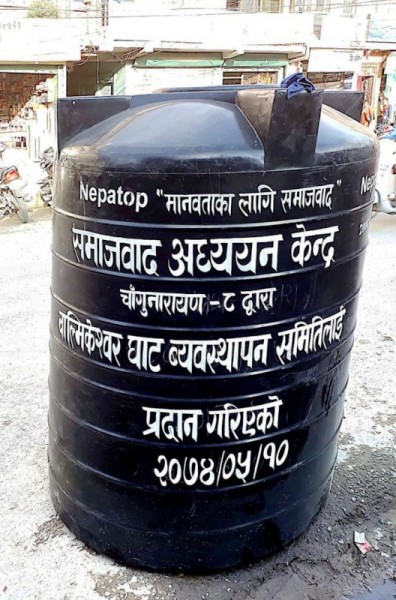 Nepatop "मानवताका लागि समाजवाद"
समाजवाद अध्ययन केन्द्र
चाँगुनारायण - ८ द्वारा
बाल्मिकेश्वर घाट व्यवस्थापन समितिलाई
प्रदान गरिएको
२०७४/०५/१०